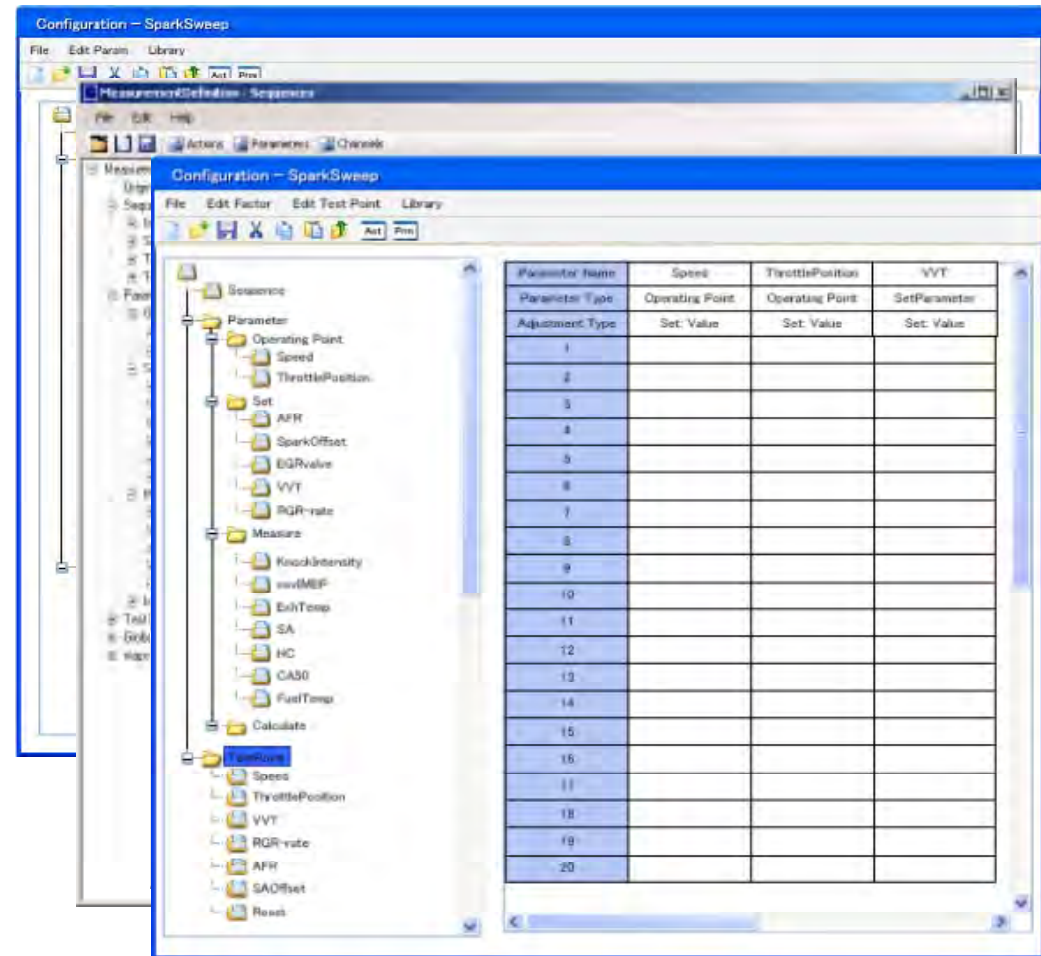 Configuration - SparkSweep
File Edit Param Library
Act Prm
MeasurementDefinition - Sequences
File Edit Help
Actions Parameters Channels
Configuration - SparkSweep
File Edit Factor Edit Test Point Library
Act Prm
Sequence
Parameter
Operating Point
Speed
ThrottlePosition
Set
AFR
SparkOffset
EGRvalve
VVT
RGR-rate
Measure
KnockIntensity
covIMEP
ExhTemp
SA
HC
CA50
FuelTemp
Calculate
TestPoint
Speed
ThrottlePosition
VVT
RGR-rate
AFR
SAOffset
Reset
Parameter Name Speed ThrottlePosition VVT
Parameter Type Operating Point Operating Point SetParameter
Adjustment Type Set: Value Set: Value Set: Value
1
2
3
4
5
6
7
8
9
10
11
12
13
14
15
16
17
18
19
20